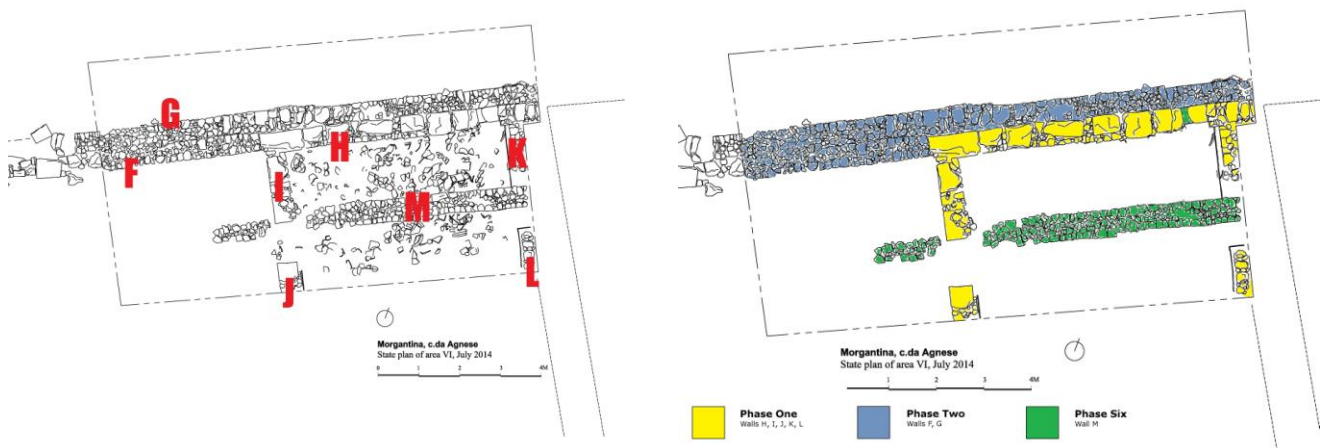 G
F
H
I
K
M
J
L
Morgantina, c.da Agnese
State plan of area VI, July 2014
0 1 2 3 4M
Morgantina, c.da Agnese
State plan of area VI, July 2014
1 2 3 4M
Phase One
Walls H, I, J, K, L
Phase Two
Walls F, G
Phase Six
Wall M